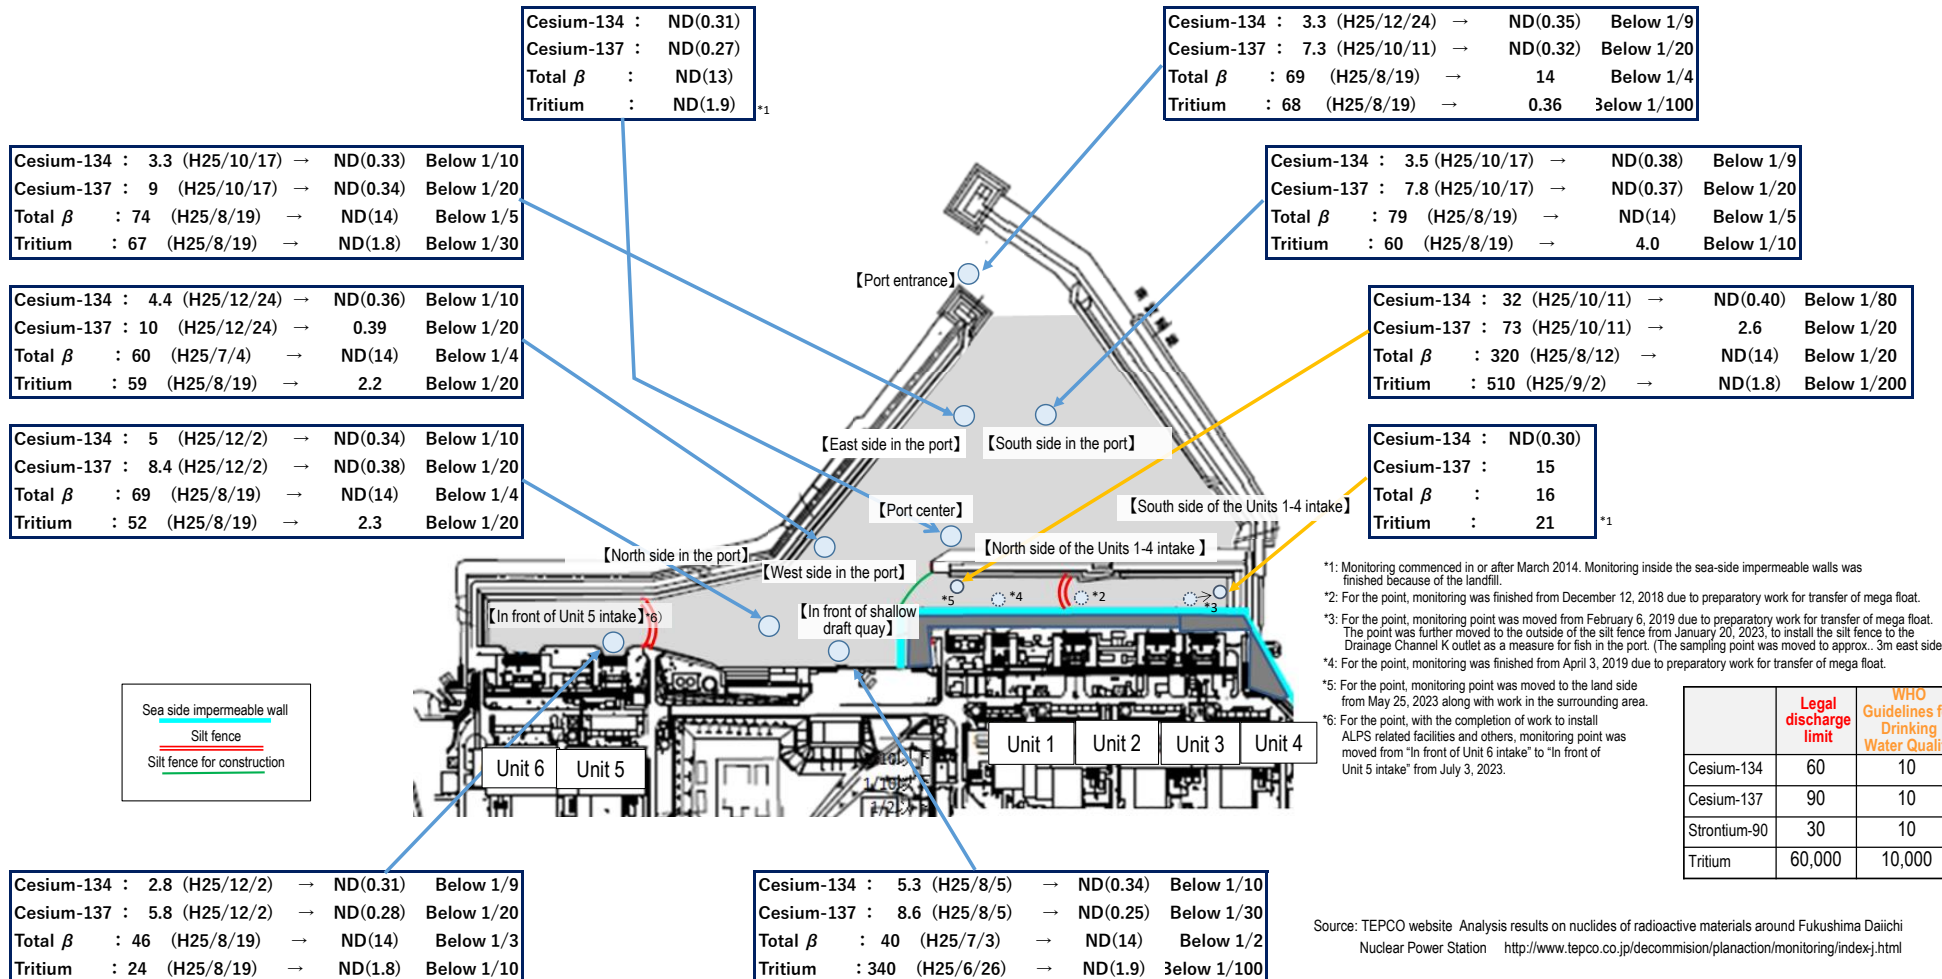 Cesium-134 : ND(0.31)
Cesium-137 : ND(0.27)
Total β : ND(13)
Tritium : ND(1.9) *1
Cesium-134 : 3.3 (H25/12/24) → ND(0.35) Below 1/9
Cesium-137 : 7.3 (H25/10/11) → ND(0.32) Below 1/20
Total β : 69 (H25/8/19) → 14 Below 1/4
Tritium : 68 (H25/8/19) → 0.36 Below 1/100
Cesium-134 : 3.3 (H25/10/17) → ND(0.33) Below 1/10
Cesium-137 : 9 (H25/10/17) → ND(0.34) Below 1/20
Total β : 74 (H25/8/19) → ND(14) Below 1/5
Tritium : 67 (H25/8/19) → ND(1.8) Below 1/30
Cesium-134 : 3.5 (H25/10/17) → ND(0.38) Below 1/9
Cesium-137 : 7.8 (H25/10/17) → ND(0.37) Below 1/20
Total β : 79 (H25/8/19) → ND(14) Below 1/5
Tritium : 60 (H25/8/19) → 4.0 Below 1/10
Cesium-134 : 4.4 (H25/12/24) → ND(0.36) Below 1/10
Cesium-137 : 10 (H25/12/24) → 0.39 Below 1/20
Total β : 60 (H25/7/4) → ND(14) Below 1/4
Tritium : 59 (H25/8/19) → 2.2 Below 1/20
Cesium-134 : 32 (H25/10/11) → ND(0.40) Below 1/80
Cesium-137 : 73 (H25/10/11) → 2.6 Below 1/20
Total β : 320 (H25/8/12) → ND(14) Below 1/20
Tritium : 510 (H25/9/2) → ND(1.8) Below 1/200
Cesium-134 : 5 (H25/12/2) → ND(0.34) Below 1/10
Cesium-137 : 8.4 (H25/12/2) → ND(0.38) Below 1/20
Total β : 69 (H25/8/19) → ND(14) Below 1/4
Tritium : 52 (H25/8/19) → 2.3 Below 1/20
Cesium-134 : ND(0.30)
Cesium-137 : 15
Total β : 16
Tritium : 21 *1
【Port entrance】
【East side in the port】
【South side in the port】
【Port center】
【South side of the Units 1-4 intake】
【North side in the port】
【North side of the Units 1-4 intake 】
【West side in the port】
*5
*4
*2
*3
【In front of Unit 5 intake】*6)
【In front of shallow
draft quay】
*1: Monitoring commenced in or after March 2014. Monitoring inside the sea-side impermeable walls was
finished because of the landfill.
*2: For the point, monitoring was finished from December 12, 2018 due to preparatory work for transfer of mega float.
*3: For the point, monitoring point was moved from February 6, 2019 due to preparatory work for transfer of mega float.
The point was further moved to the outside of the silt fence from January 20, 2023, to install the silt fence to the
Drainage Channel K outlet as a measure for fish in the port. (The sampling point was moved to approx.. 3m east side
*4: For the point, monitoring was finished from April 3, 2019 due to preparatory work for transfer of mega float.
*5: For the point, monitoring point was moved to the land side
from May 25, 2023 along with work in the surrounding area.
*6: For the point, with the completion of work to install
ALPS related facilities and others, monitoring point was
moved from “In front of Unit 6 intake” to “In front of
Unit 5 intake” from July 3, 2023.
Sea side impermeable wall
Silt fence
Silt fence for construction
Unit 6
Unit 5
Unit 1
Unit 2
Unit 3
Unit 4
Legal discharge limit
WHO Guidelines f Drinking Water Quali
Cesium-134 60 10
Cesium-137 90 10
Strontium-90 30 10
Tritium 60,000 10,000
Cesium-134 : 2.8 (H25/12/2) → ND(0.31) Below 1/9
Cesium-137 : 5.8 (H25/12/2) → ND(0.28) Below 1/20
Total β : 46 (H25/8/19) → ND(14) Below 1/3
Tritium : 24 (H25/8/19) → ND(1.8) Below 1/10
Cesium-134 : 5.3 (H25/8/5) → ND(0.34) Below 1/10
Cesium-137 : 8.6 (H25/8/5) → ND(0.25) Below 1/30
Total β : 40 (H25/7/3) → ND(14) Below 1/2
Tritium : 340 (H25/6/26) → ND(1.9) Below 1/100
Source: TEPCO website Analysis results on nuclides of radioactive materials around Fukushima Daiichi
Nuclear Power Station http://www.tepco.co.jp/decommision/planaction/monitoring/index-j.html